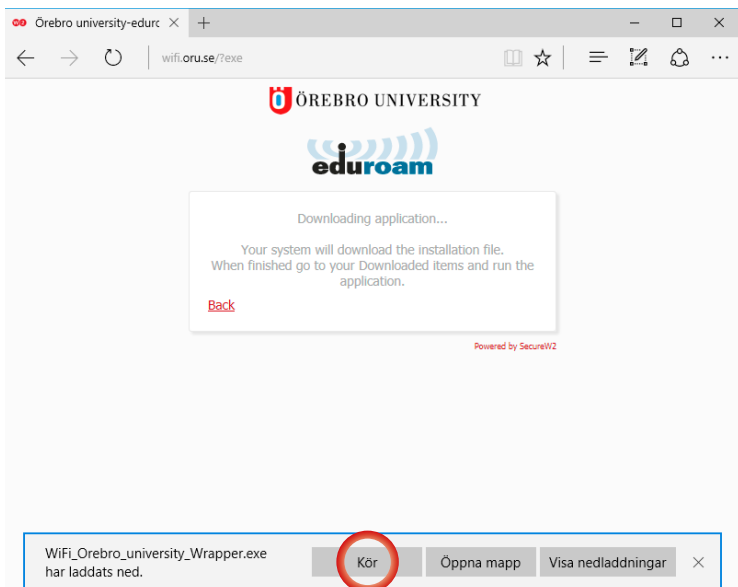 Örebro university-edurc
wifi.oru.se/?exe
ÖREBRO UNIVERSITY
eduroam
Downloading application...
Your system will download the installation file.
When finished go to your Downloaded items and run the
application.
Back
Powered by SecureW2
WiFi_Orebro_university_Wrapper.exe
har laddats ned.
Kör
Öppna mapp
Visa nedladdningar